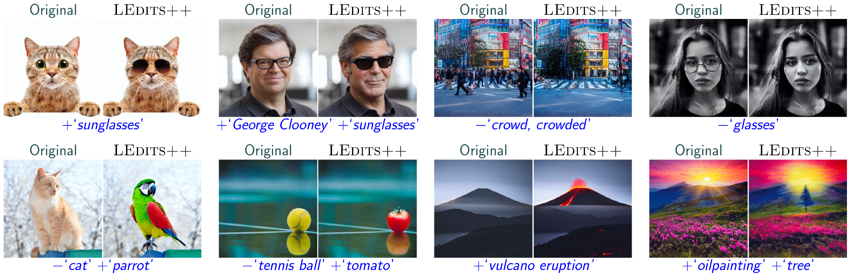 Original LEDITS++ Original LEDITS++ Original LEDITS++ Original LEDITS++
+‘sunglasses’ +‘George Clooney’ +‘sunglasses’ −‘crowd, crowded’ −‘glasses’
Original LEDITS++ Original LEDITS++ Original LEDITS++ Original LEDITS++
−‘cat’ +‘parrot’ −‘tennis ball’ +‘tomato’ +‘vulcano eruption’ +‘oilpainting’ +‘tree’